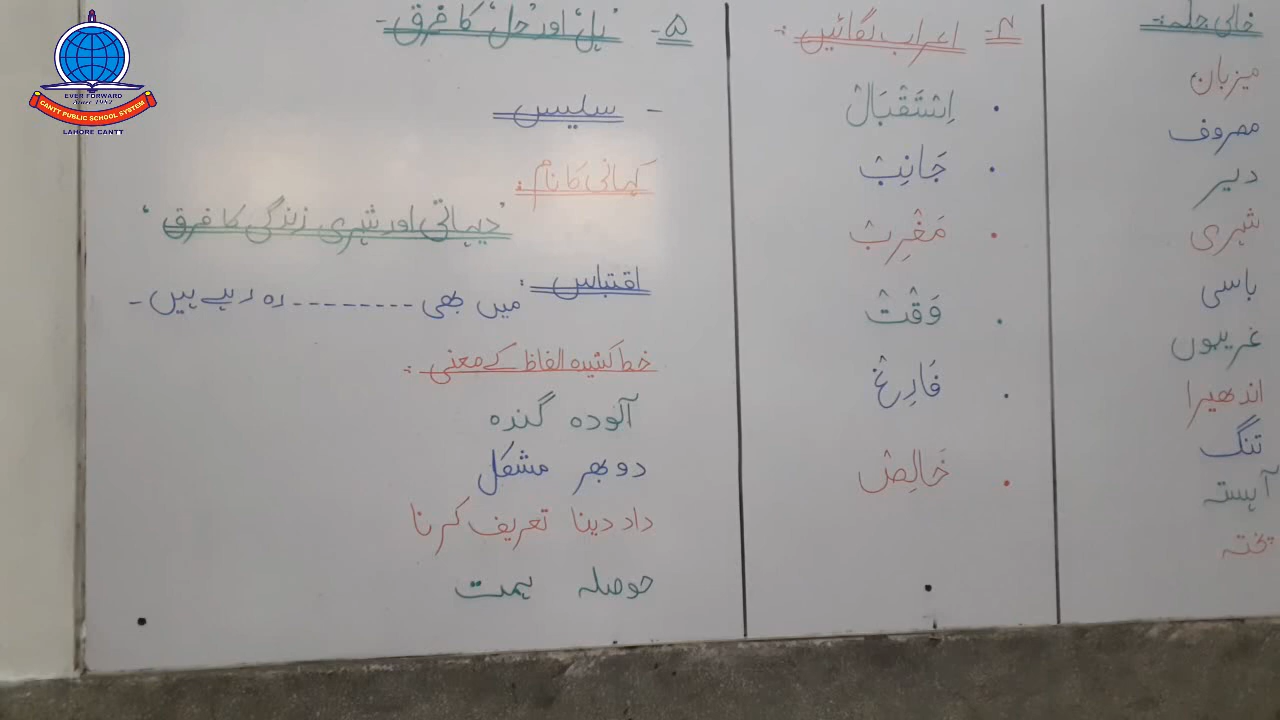 خالی جگہ:-
میزبان
مصروف
دیر
شہری
باسی
غریبوں
اندھیرا
تنگ
آہستہ
پختہ
۴- اعراب لگائیں:-
اِسْتَقْبَالْ
جَانِبْ
مَغْرِبْ
وَقْتْ
فَارِغْ
خَالِصْ
۵- 'ہل' اور 'حل' کا فرق-
- سلیس
کہانی کا نام:
'دیہاتی اور شہری زندگی کا فرق'
اقتباس: میں بھی --------- رہ رہے ہیں-
خط کشیدہ الفاظ کے معنی:-
آلودہ گندہ
دوبھر مشکل
داد دینا تعریف کرنا
حوصلہ ہمت
EVER FORWARD
Since 1952
CANTT PUBLIC SCHOOL SYSTEM
LAHORE CANTT